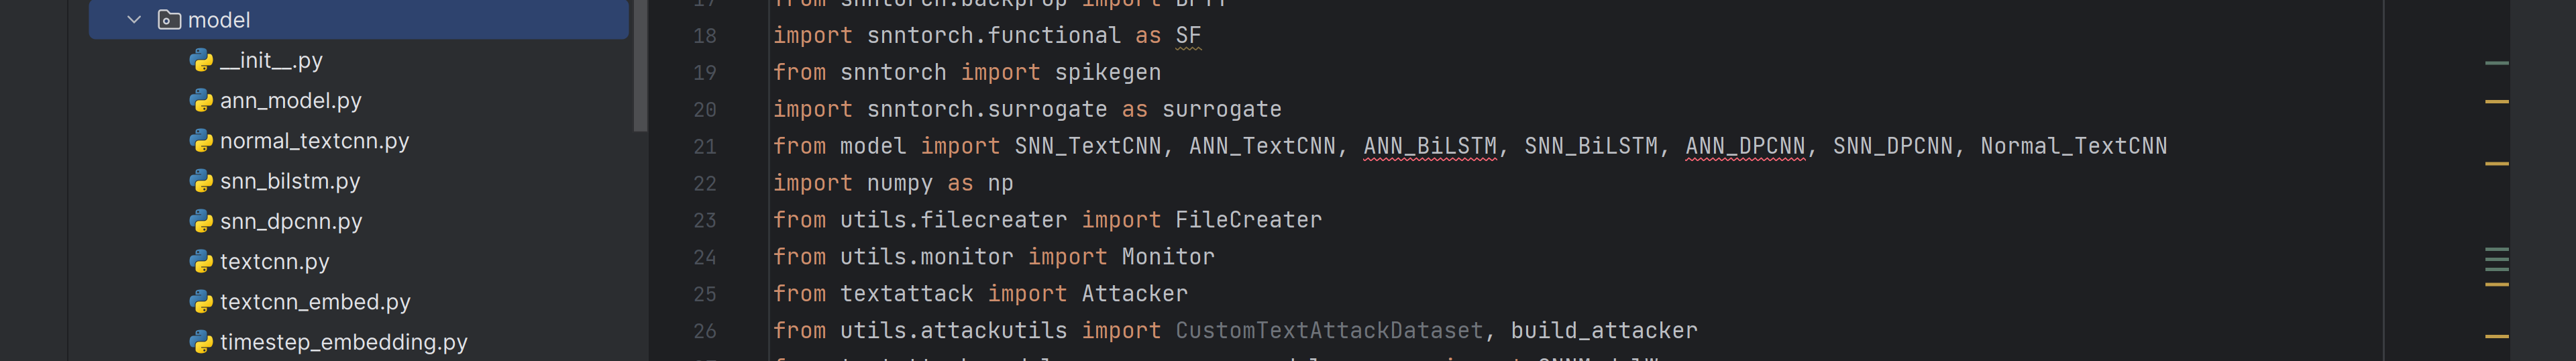 model
__init__.py
ann_model.py
normal_textcnn.py
snn_bilstm.py
snn_dpcnn.py
textcnn.py
textcnn_embed.py
timestep_embedding.py
18 import snntorch.functional as SF
19 from snntorch import spikegen
20 import snntorch.surrogate as surrogate
21 from model import SNN_TextCNN, ANN_TextCNN, ANN_BiLSTM, SNN_BiLSTM, ANN_DPCNN, SNN_DPCNN, Normal_TextCNN
22 import numpy as np
23 from utils.filecreater import FileCreater
24 from utils.monitor import Monitor
25 from textattack import Attacker
26 from utils.attackutils import CustomTextAttackDataset, build_attacker